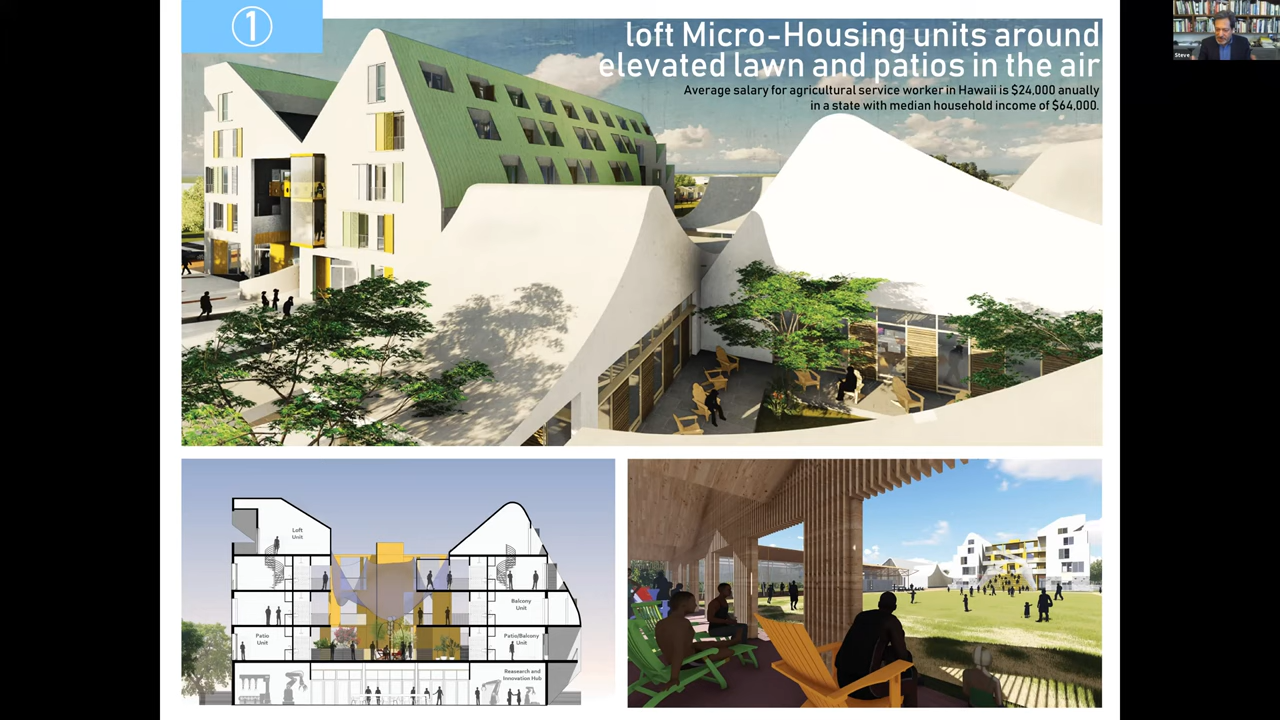 1
loft Micro-Housing units around
elevated lawn and patios in the air
Average salary for agricultural service worker in Hawaii is $24,000 anually
in a state with median household income of $64,000.
Steve
Loft
Unit
Balcony
Unit
Patio
Unit
Patio/Balcony
Unit
Reasearch and
Innovation Hub